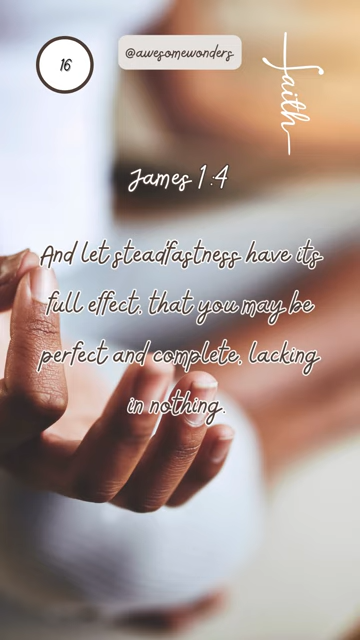 16
@awesomewonders
faith
James 1:4
And let steadfastness have its
full effect, that you may be
perfect and complete, lacking
in nothing.